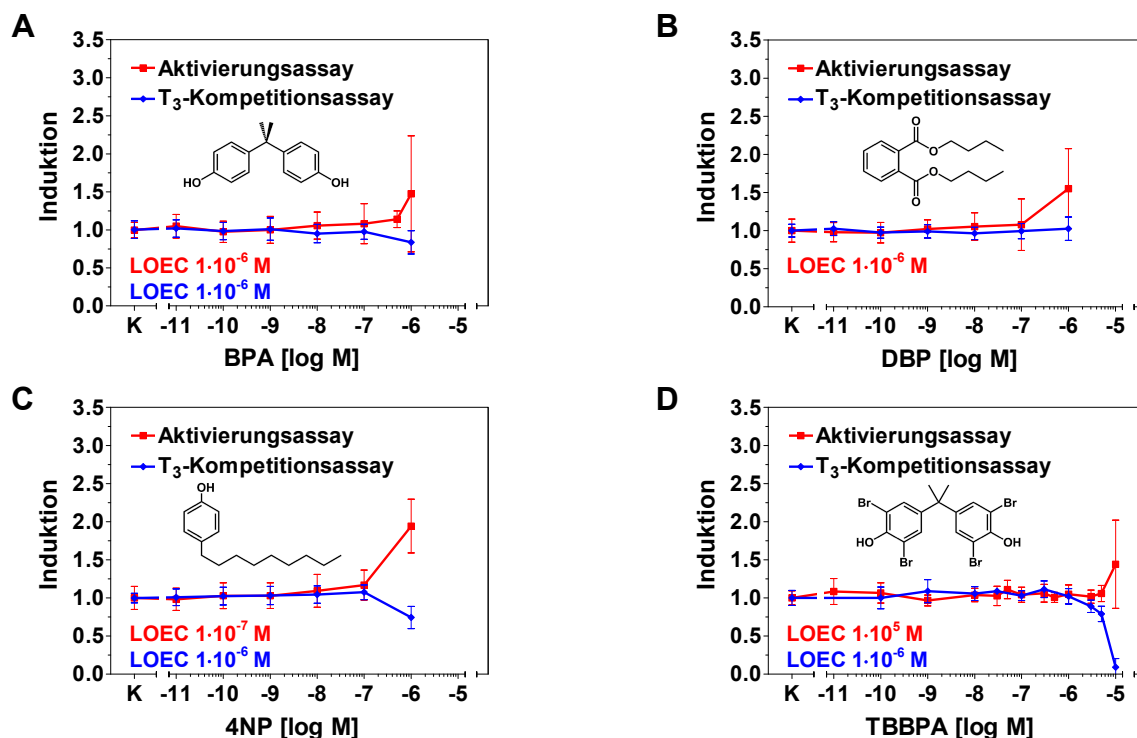 A
3.5
3.0
2.5
2.0
1.5
1.0
0.5
0.0
Induktion
Aktivierungsassay
T₃-Kompetitionsassay
HO
OH
LOEC 1·10⁻⁶ M
LOEC 1·10⁻⁶ M
K -11 -10 -9 -8 -7 -6 -5
BPA [log M]
B
3.5
3.0
2.5
2.0
1.5
1.0
0.5
0.0
Induktion
Aktivierungsassay
T₃-Kompetitionsassay
O
O
O
O
LOEC 1·10⁻⁶ M
K -11 -10 -9 -8 -7 -6 -5
DBP [log M]
C
3.5
3.0
2.5
2.0
1.5
1.0
0.5
0.0
Induktion
Aktivierungsassay
T₃-Kompetitionsassay
OH
LOEC 1·10⁻⁷ M
LOEC 1·10⁻⁶ M
K -11 -10 -9 -8 -7 -6 -5
4NP [log M]
D
3.5
3.0
2.5
2.0
1.5
1.0
0.5
0.0
Induktion
Aktivierungsassay
T₃-Kompetitionsassay
Br Br
HO OH
Br Br
LOEC 1·10⁵ M
LOEC 1·10⁻⁶ M
K -11 -10 -9 -8 -7 -6 -5
TBBPA [log M]